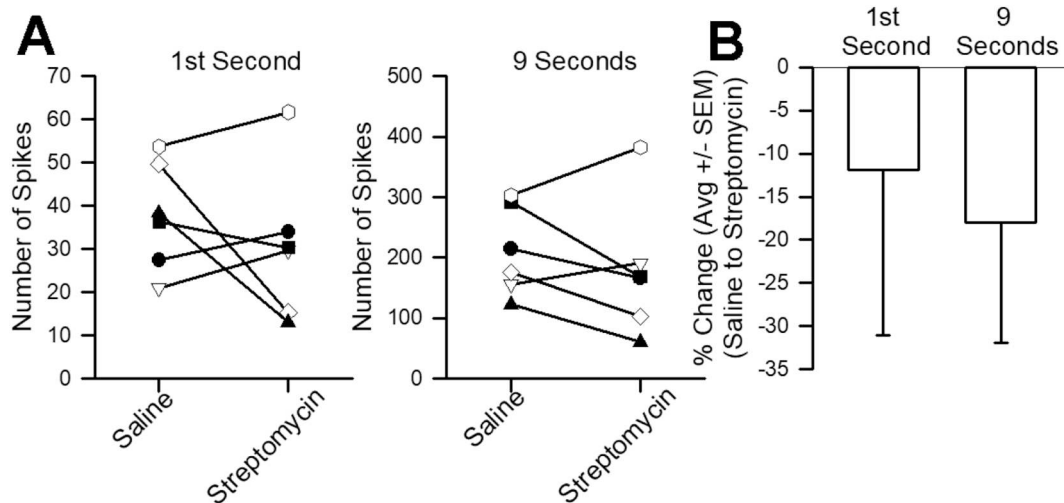 A
1st Second
Number of Spikes
70
60
50
40
30
20
10
0
Saline
Streptomycin
9 Seconds
Number of Spikes
500
400
300
200
100
0
Saline
Streptomycin
B
1st
Second
9
Seconds
% Change (Avg +/- SEM)
(Saline to Streptomycin)
0
-5
-10
-15
-20
-25
-30
-35